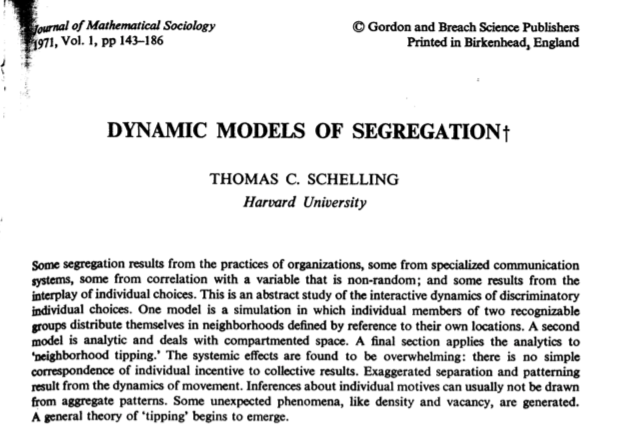 Journal of Mathematical Sociology
1971, Vol. 1, pp 143–186
© Gordon and Breach Science Publishers
Printed in Birkenhead, England
DYNAMIC MODELS OF SEGREGATION†
THOMAS C. SCHELLING
Harvard University
Some segregation results from the practices of organizations, some from specialized communication
systems, some from correlation with a variable that is non-random; and some results from the
interplay of individual choices. This is an abstract study of the interactive dynamics of discriminatory
individual choices. One model is a simulation in which individual members of two recognizable
groups distribute themselves in neighborhoods defined by reference to their own locations. A second
model is analytic and deals with compartmented space. A final section applies the analytics to
‘neighborhood tipping.’ The systemic effects are found to be overwhelming: there is no simple
correspondence of individual incentive to collective results. Exaggerated separation and patterning
result from the dynamics of movement. Inferences about individual motives can usually not be drawn
from aggregate patterns. Some unexpected phenomena, like density and vacancy, are generated.
A general theory of ‘tipping’ begins to emerge.